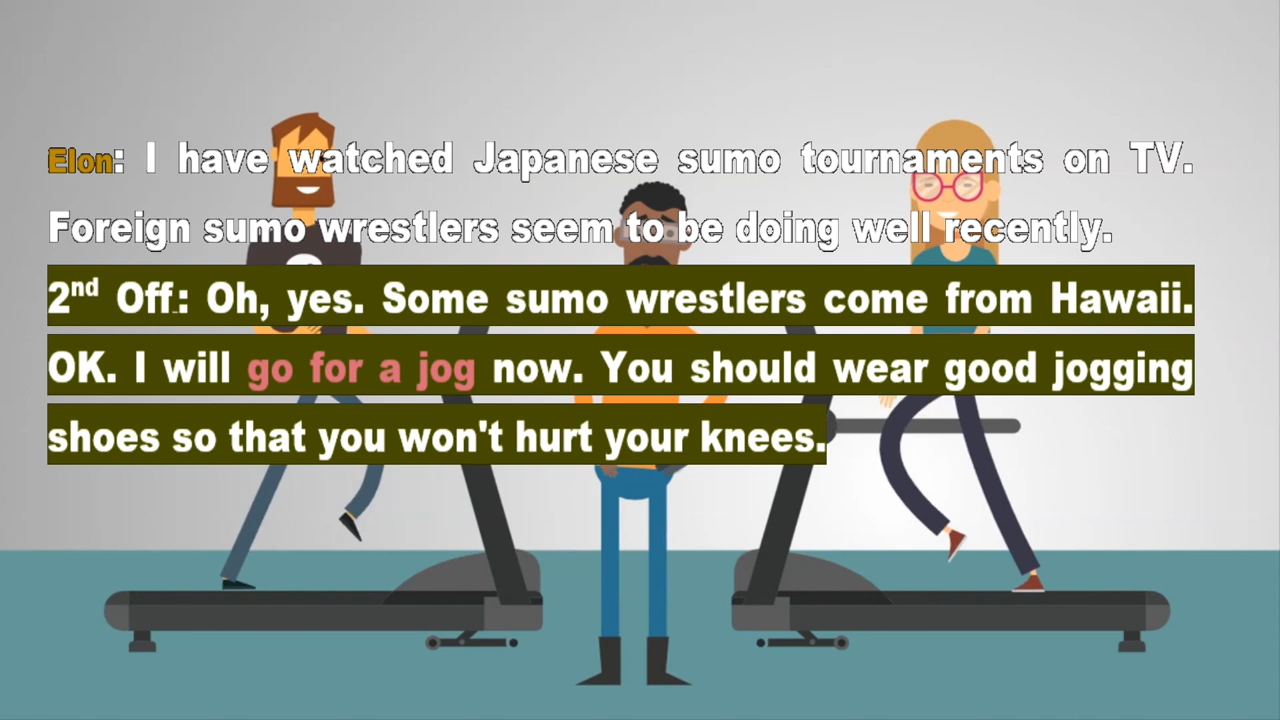 Elon: I have watched Japanese sumo tournaments on TV.
Foreign sumo wrestlers seem to be doing well recently.
2nd Off.: Oh, yes. Some sumo wrestlers come from Hawaii.
OK. I will go for a jog now. You should wear good jogging
shoes so that you won't hurt your knees.